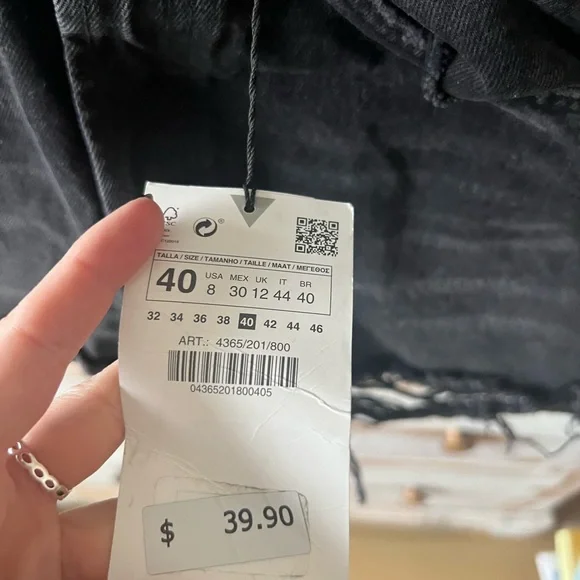 FSC
®
TALLA / SIZE / TAMANHO / TAILLE / MAAT / ΜΕΓΕΘΟΣ
40 USA MEX UK IT BR
8 30 12 44 40
32 34 36 38 40 42 44 46
ART.: 4365/201/800
04365201800405
$ 39.90